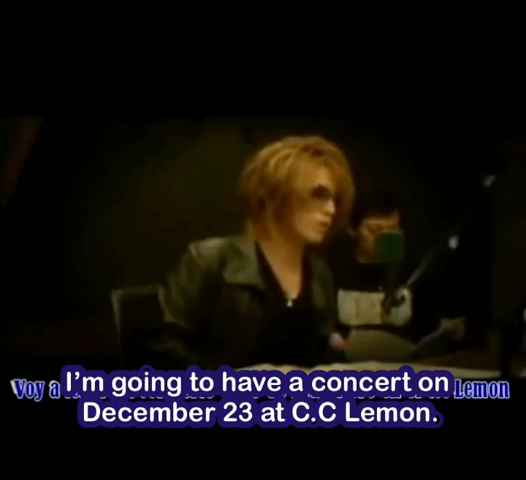 I'm going to have a concert on
December 23 at C.C Lemon.
Voy a
Lemon